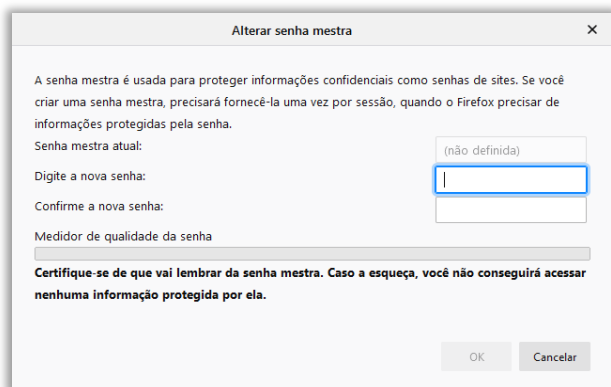 Alterar senha mestra
A senha mestra é usada para proteger informações confidenciais como senhas de sites. Se você
criar uma senha mestra, precisará fornecê-la uma vez por sessão, quando o Firefox precisar de
informações protegidas pela senha.
Senha mestra atual:
(não definida)
Digite a nova senha:
Confirme a nova senha:
Medidor de qualidade da senha
Certifique-se de que vai lembrar da senha mestra. Caso a esqueça, você não conseguirá acessar
nenhuma informação protegida por ela.
OK
Cancelar